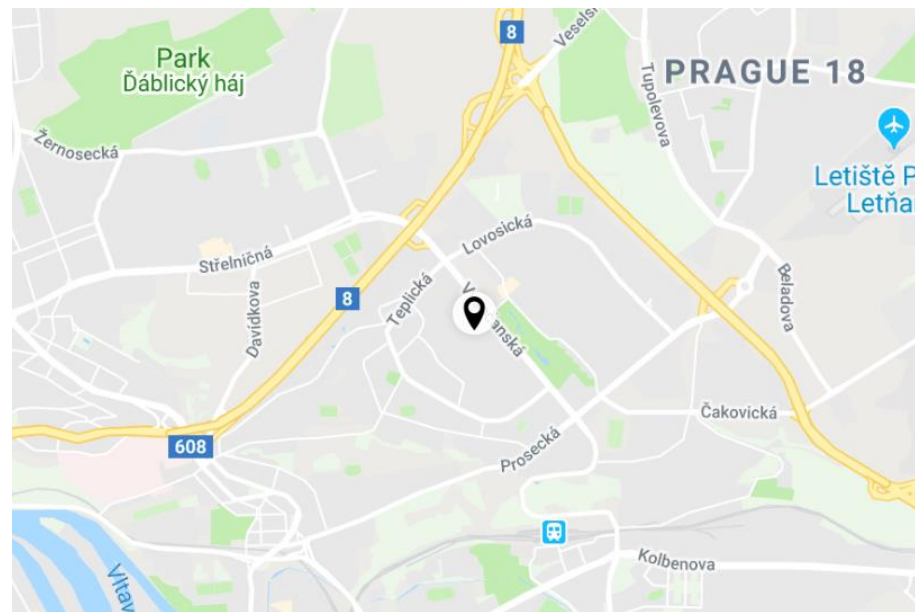 8
Veselsk
Park
Ďáblický háj
PRAGUE 18
Tupolevova
Žernosecká
Letiště P
Letňa
Lovosická
Střelničná
Davídkova
8
Teplická
Beladova
anská
Čakovická
608
Prosecká
Kolbenova
Vltav